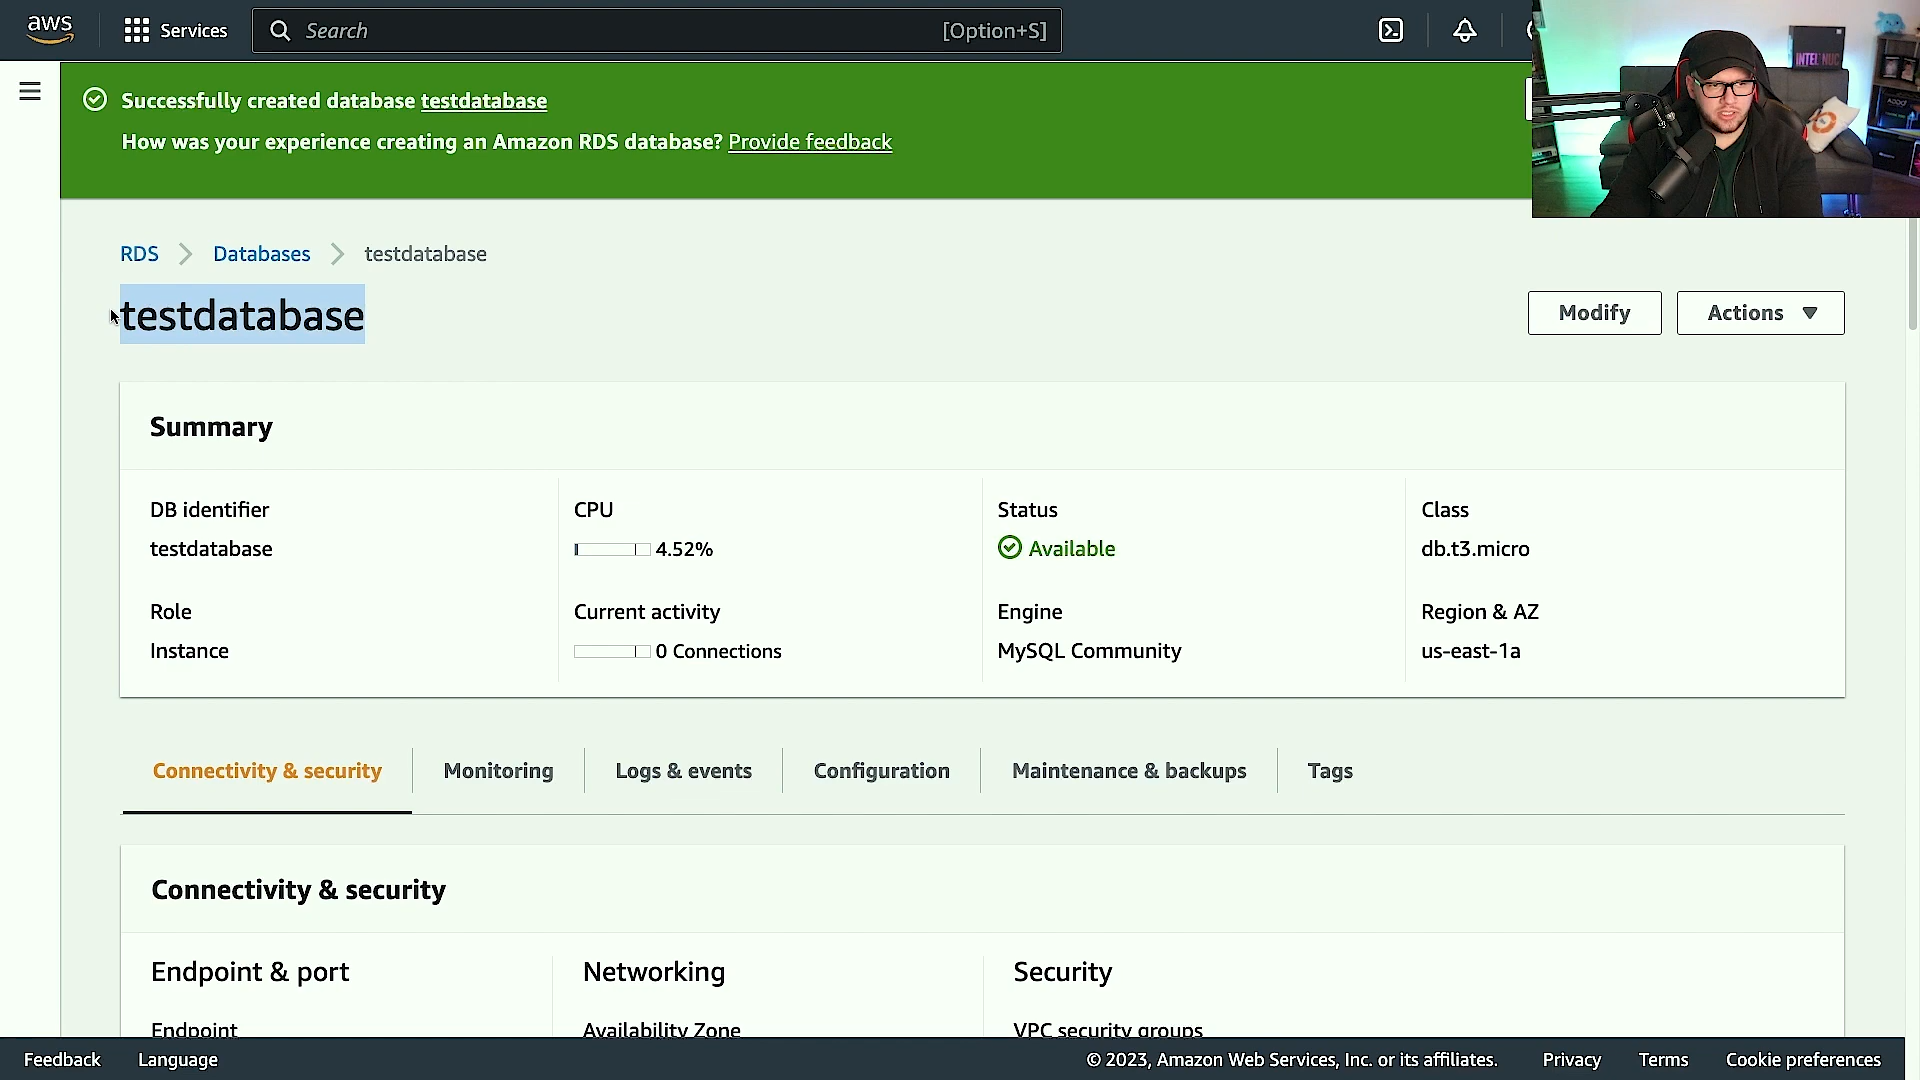 aws
Services
Search
[Option+S]
Successfully created database testdatabase
How was your experience creating an Amazon RDS database? Provide feedback
INTEL NUC
RDS
Databases
testdatabase
testdatabase
Modify
Actions
Summary
DB identifier
CPU
Status
Class
testdatabase
4.52%
Available
db.t3.micro
Role
Current activity
Engine
Region & AZ
Instance
0 Connections
MySQL Community
us-east-1a
Connectivity & security
Monitoring
Logs & events
Configuration
Maintenance & backups
Tags
Connectivity & security
Endpoint & port
Networking
Security
Endpoint
Availability Zone
VPC security groups
Feedback
Language
© 2023, Amazon Web Services, Inc. or its affiliates.
Privacy
Terms
Cookie preferences